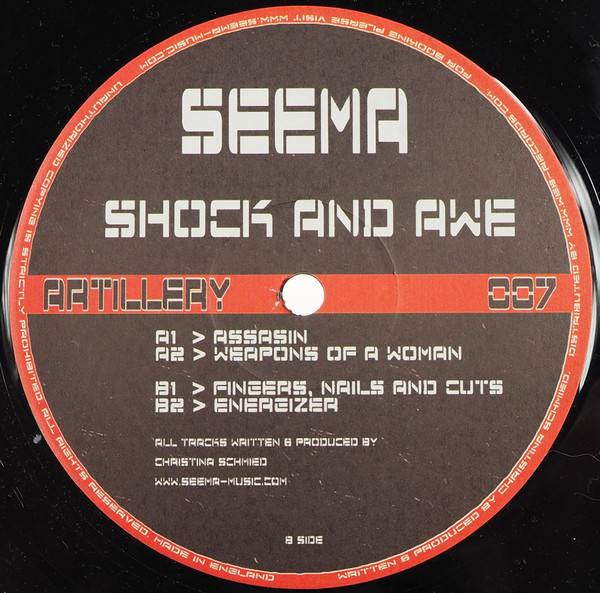 SEEMA
SHOCK AND AWE
ARTILLERY 007
A1 > ASSASIN
A2 > WEAPONS OF A WOMAN
B1 > FINGERS, NAILS AND CUTS
B2 > ENERGIZER
ALL TRACKS WRITTEN & PRODUCED BY
CHRISTINA SCHMIED
WWW.SEEMA-MUSIC.COM
B SIDE
UNAUTHORIZED COPYING IS STRICTLY PROHIBITED. ALL RIGHTS RESERVED. MADE IN ENGLAND
WRITTEN & PRODUCED BY CHRISTINA SCHMIED. DISTRIBUTED BY WWW.WAX-RECORDS.COM.
FOR BOOKING PLEASE VISIT WWW.SEEMA-MUSIC.COM